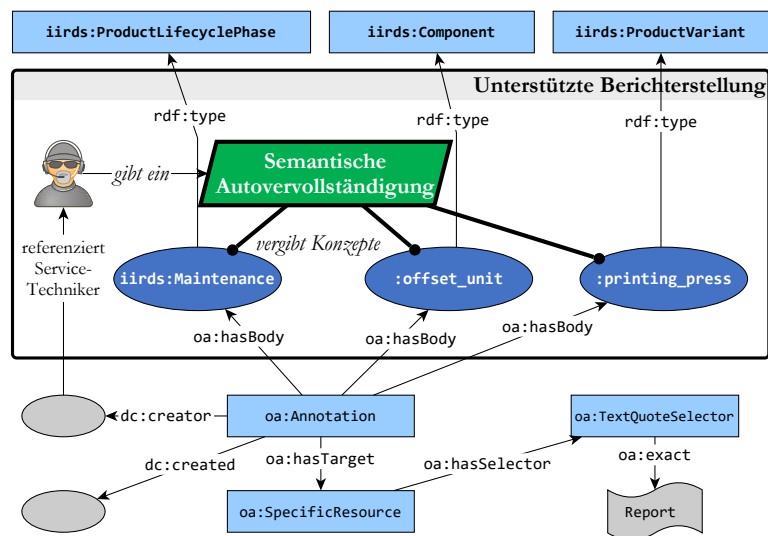 iirds:ProductLifecyclePhase
iirds:Component
iirds:ProductVariant
Unterstützte Berichterstellung
rdf:type
rdf:type
rdf:type
gibt ein
Semantische
Autovervollständigung
referenziert
Service-
Techniker
vergibt Konzepte
iirds:Maintenance
:offset_unit
:printing_press
oa:hasBody
oa:hasBody
oa:hasBody
dc:creator
oa:Annotation
oa:TextQuoteSelector
dc:created
oa:hasTarget
oa:hasSelector
oa:exact
oa:SpecificResource
Report